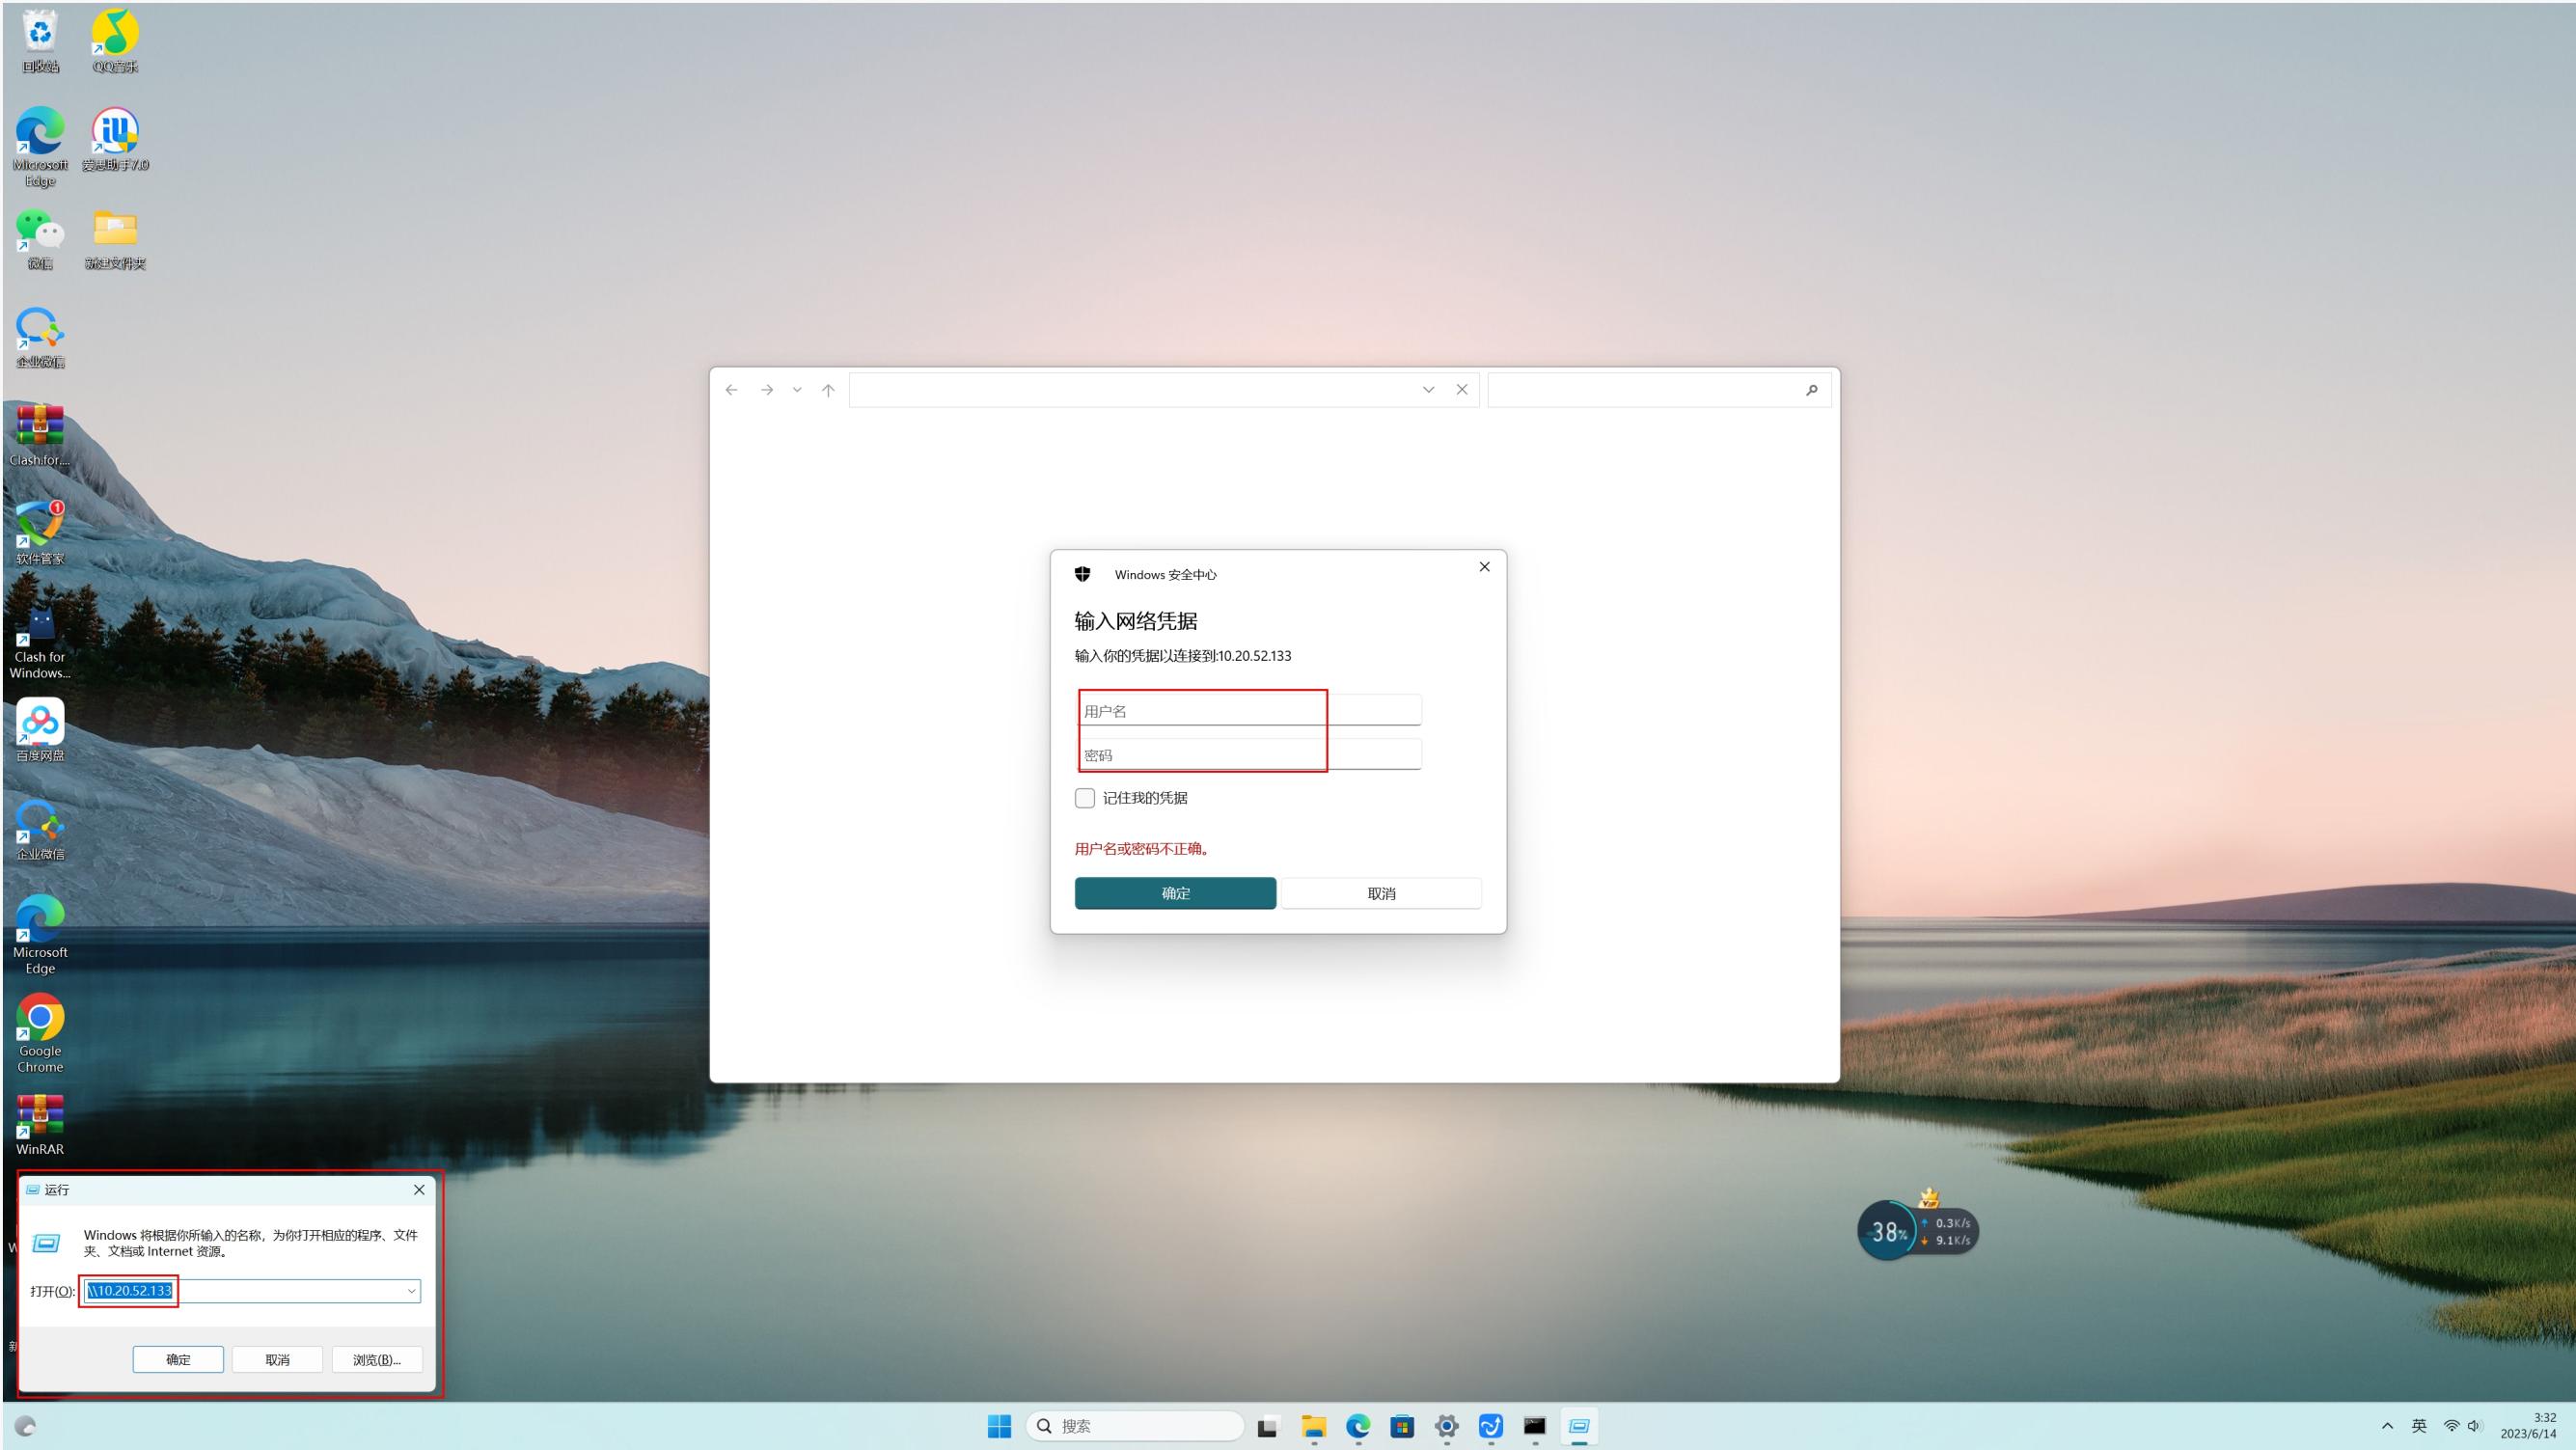 回收站
QQ音乐
Microsoft
Edge
爱思助手7.0
微信
新建文件夹
企业微信
Clash.for....
1
软件管家
Clash for
Windows...
百度网盘
企业微信
Microsoft
Edge
Google
Chrome
WinRAR
Windows 安全中心
输入网络凭据
输入你的凭据以连接到:10.20.52.133
用户名
密码
记住我的凭据
用户名或密码不正确。
确定
取消
运行
Windows 将根据你所输入的名称，为你打开相应的程序、文件
夹、文档或 Internet 资源。
打开(O):
\\10.20.52.133
确定
取消
浏览(B)...
38%
0.3K/s
9.1K/s
搜索
英
3:32
2023/6/14